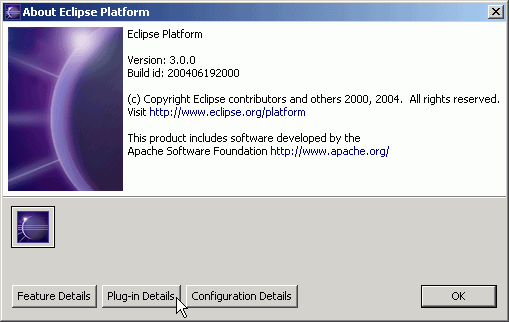 About Eclipse Platform
Eclipse Platform
Version: 3.0.0
Build id: 200406192000
(c) Copyright Eclipse contributors and others 2000, 2004.  All rights reserved.
Visit http://www.eclipse.org/platform
This product includes software developed by the
Apache Software Foundation http://www.apache.org/
Feature Details Plug-in Details Configuration Details OK